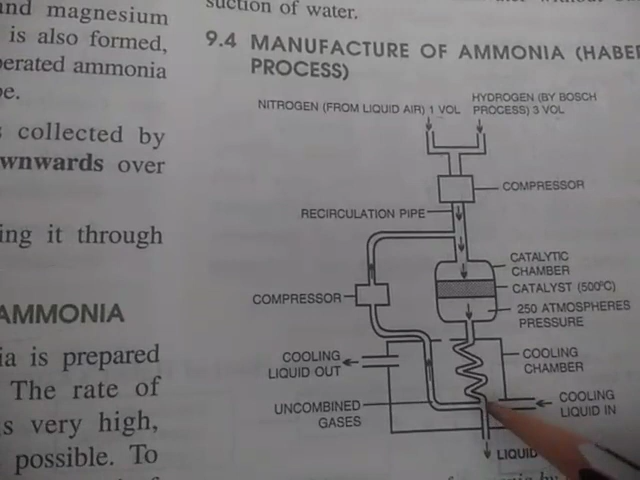 and magnesium
is also formed,
perated ammonia
pe.
s collected by
wnwards over
ing it through
AMMONIA
ia is prepared
The rate of
s very high,
possible. To
suction of water.
9.4 MANUFACTURE OF AMMONIA (HABER
PROCESS)
NITROGEN (FROM LIQUID AIR) 1 VOL
HYDROGEN (BY BOSCH
PROCESS) 3 VOL
COMPRESSOR
RECIRCULATION PIPE
CATALYTIC
CHAMBER
CATALYST (500°C)
250 ATMOSPHERES
PRESSURE
COMPRESSOR
COOLING
LIQUID OUT
COOLING
CHAMBER
UNCOMBINED
GASES
COOLING
LIQUID IN
LIQUID